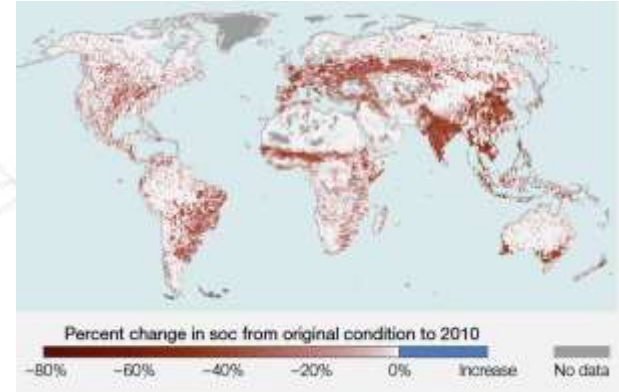 Percent change in soc from original condition to 2010
−80% −60% −40% −20% 0% Increase No data